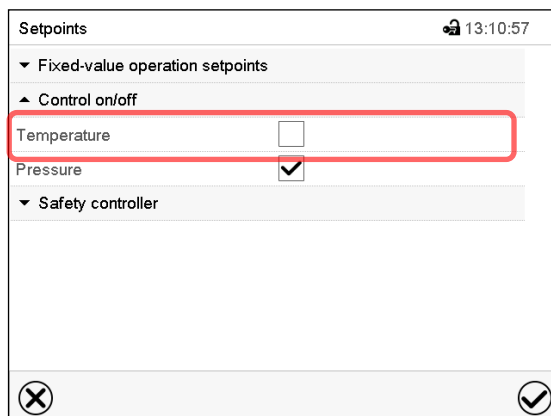 Setpoints 13:10:57
Fixed-value operation setpoints
Control on/off
Temperature
Pressure
Safety controller